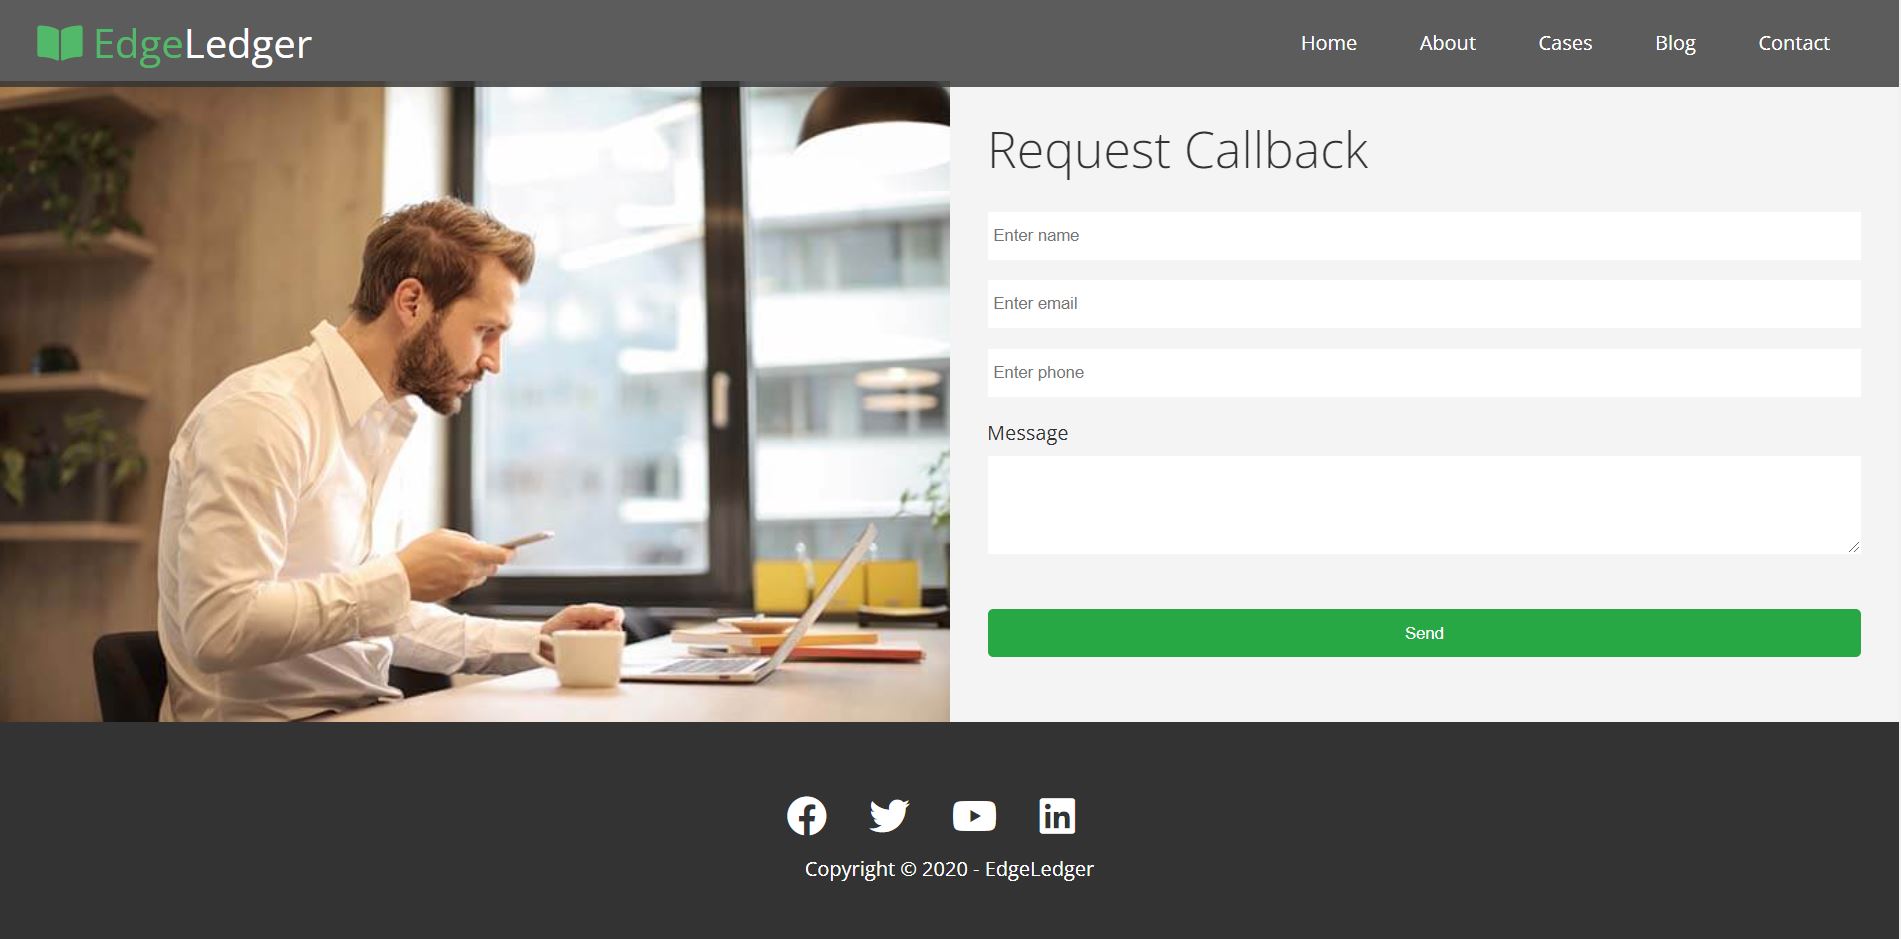 EdgeLedger
Home About Cases Blog Contact
Request Callback
Enter name
Enter email
Enter phone
Message
Send
Copyright © 2020 - EdgeLedger